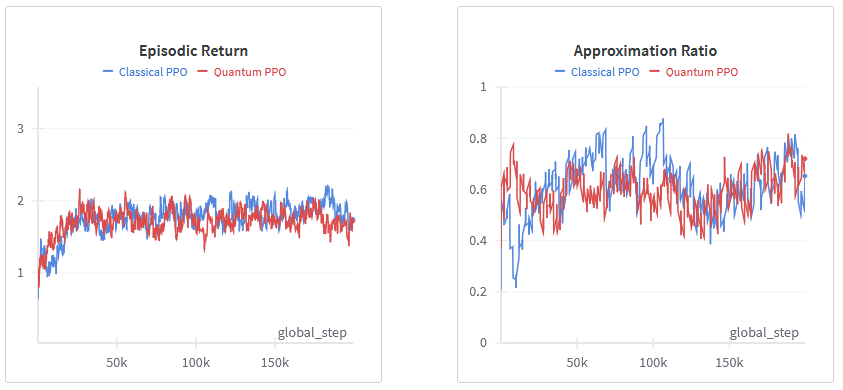 Episodic Return
Classical PPO Quantum PPO
3
2
1
global_step
50k 100k 150k
Approximation Ratio
Classical PPO Quantum PPO
1
0.8
0.6
0.4
0.2
0
global_step
50k 100k 150k